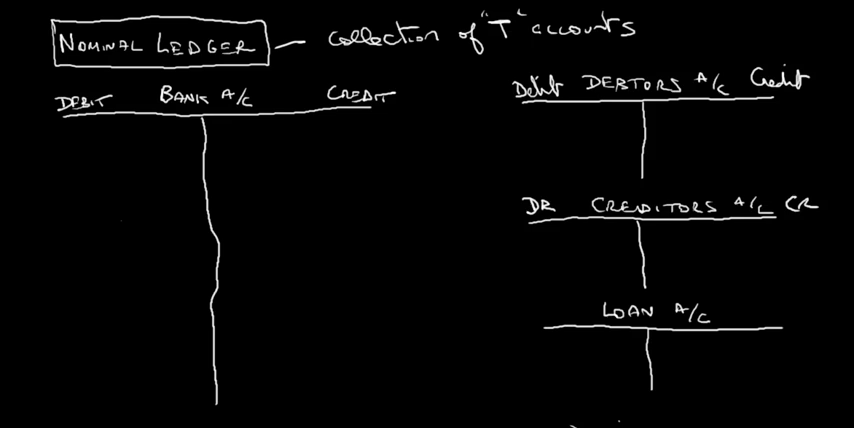 NOMINAL LEDGER — collection of "T" accounts
DEBIT BANK A/C CREDIT
Debit DEBTORS A/C Credit
DR CREDITORS A/C CR
LOAN A/C